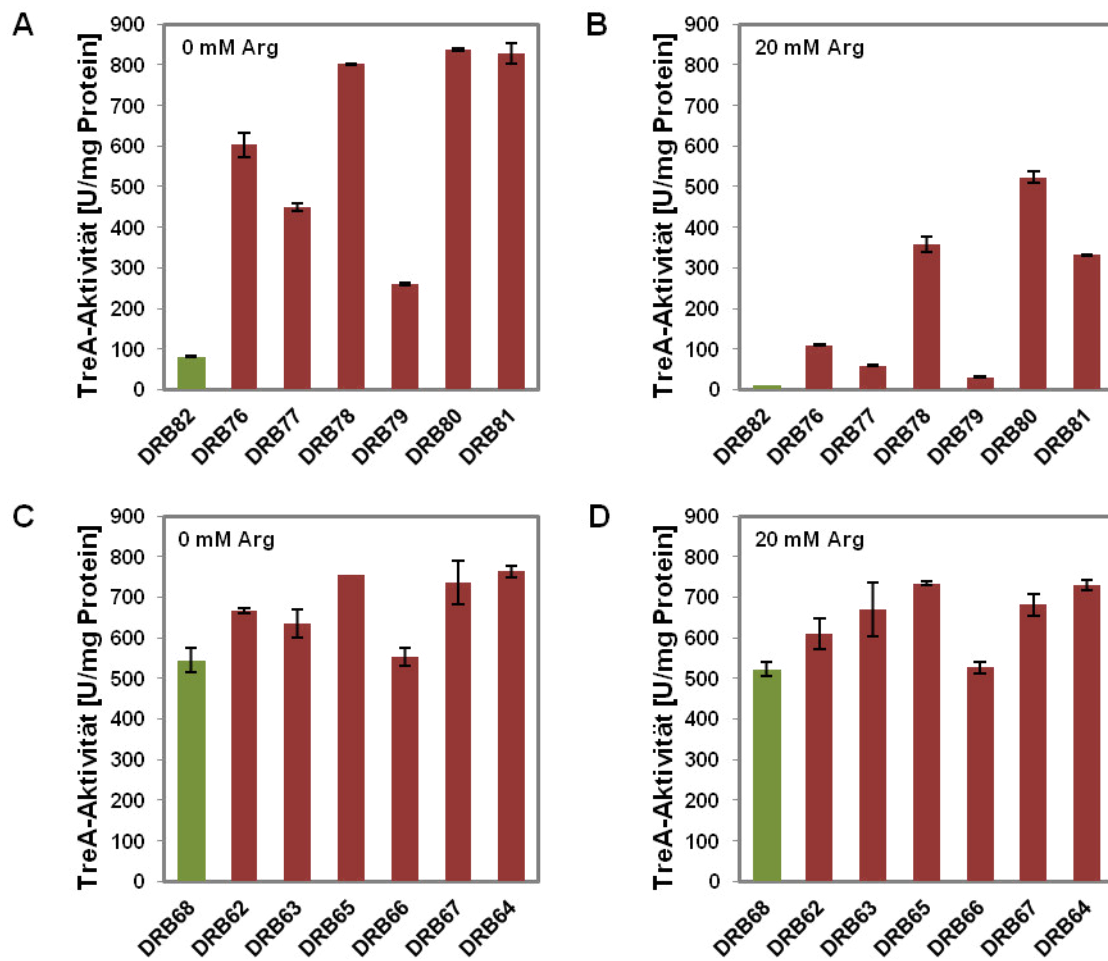 A
TreA-Aktivität [U/mg Protein]
900
800
700
600
500
400
300
200
100
0
0 mM Arg
DRB82
DRB76
DRB77
DRB78
DRB79
DRB80
DRB81
B
TreA-Aktivität [U/mg Protein]
900
800
700
600
500
400
300
200
100
0
20 mM Arg
DRB82
DRB76
DRB77
DRB78
DRB79
DRB80
DRB81
C
TreA-Aktivität [U/mg Protein]
900
800
700
600
500
400
300
200
100
0
0 mM Arg
DRB68
DRB62
DRB63
DRB65
DRB66
DRB67
DRB64
D
TreA-Aktivität [U/mg Protein]
900
800
700
600
500
400
300
200
100
0
20 mM Arg
DRB68
DRB62
DRB63
DRB65
DRB66
DRB67
DRB64